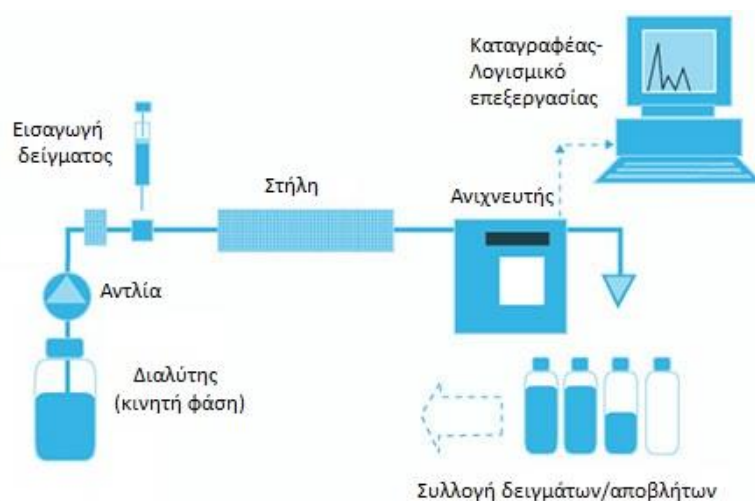 Καταγραφέας-
Λογισμικό
επεξεργασίας
Εισαγωγή
δείγματος
Στήλη
Ανιχνευτής
Αντλία
Διαλύτης
(κινητή φάση)
Συλλογή δειγμάτων/αποβλήτων